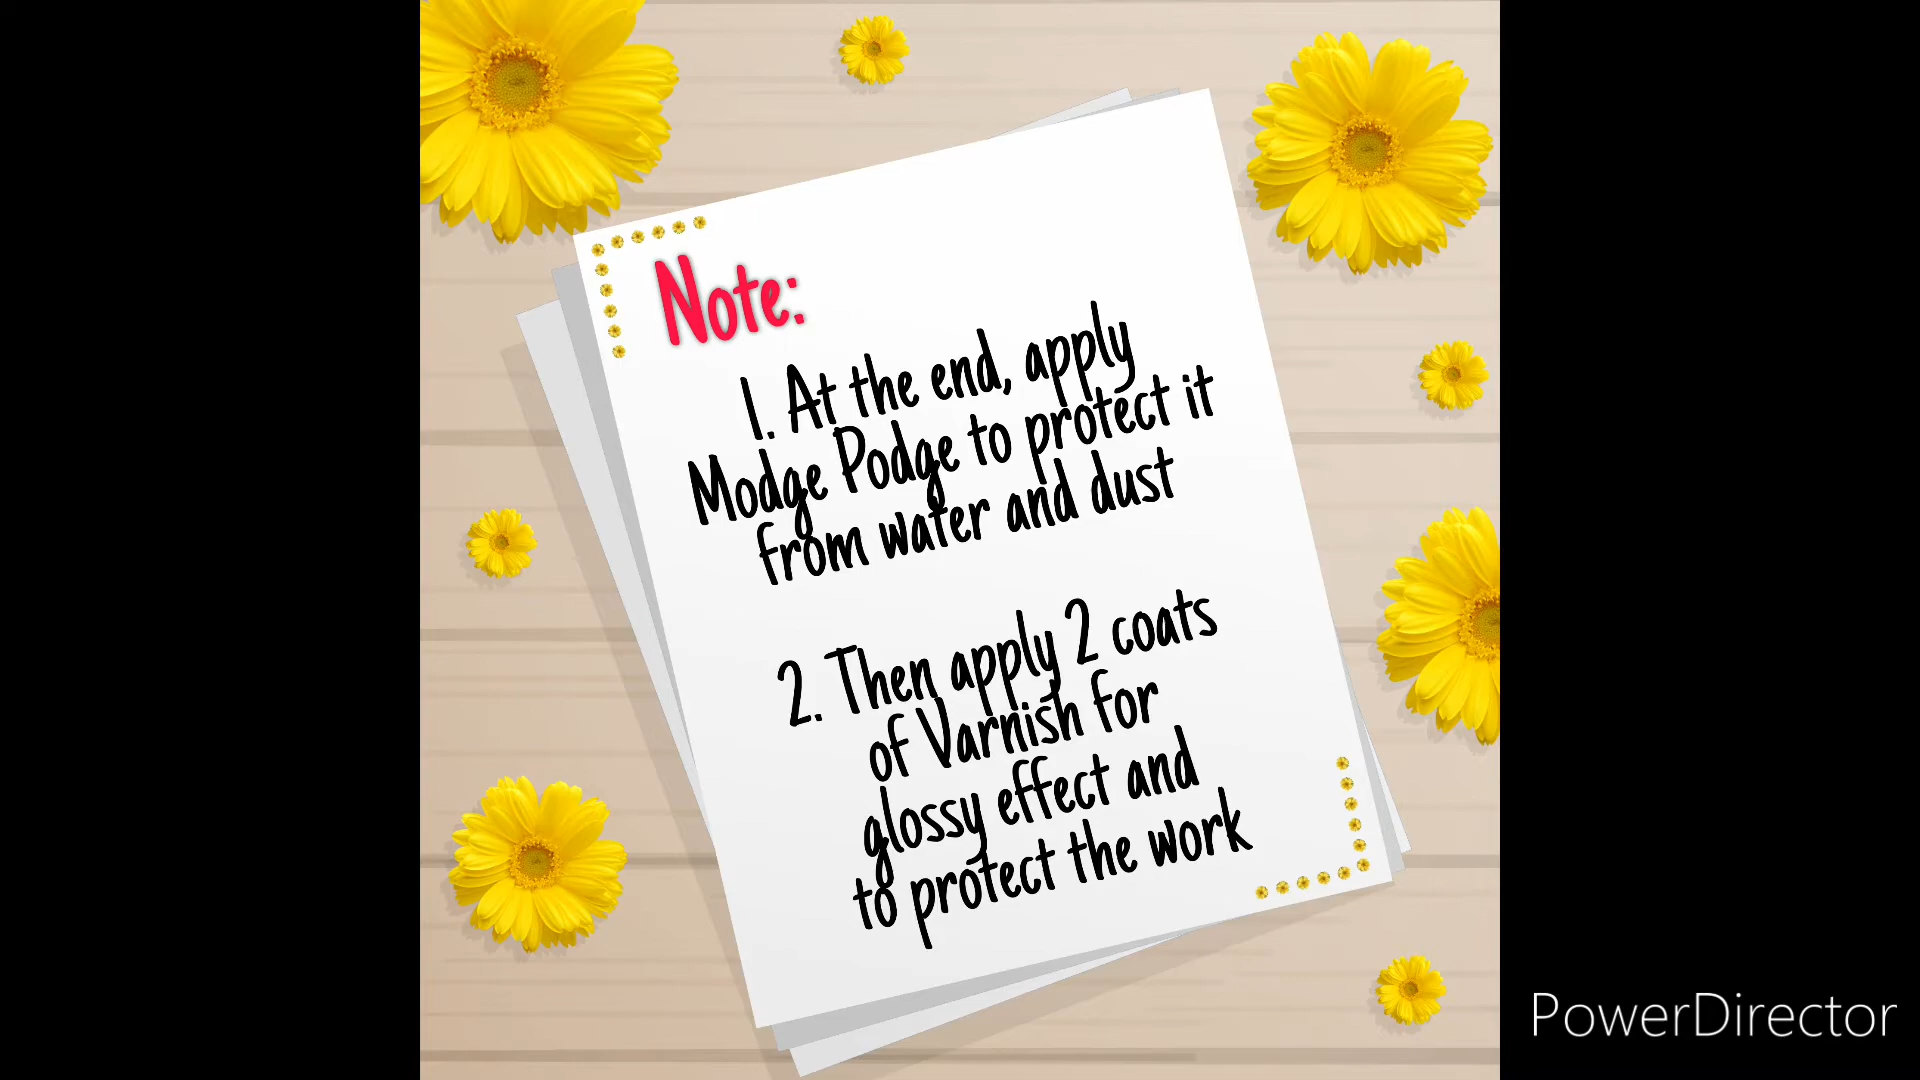 Note:
1. At the end, apply
Modge Podge to protect it
from water and dust
2. Then apply 2 coats
of Varnish for
glossy effect and
to protect the work
PowerDirector